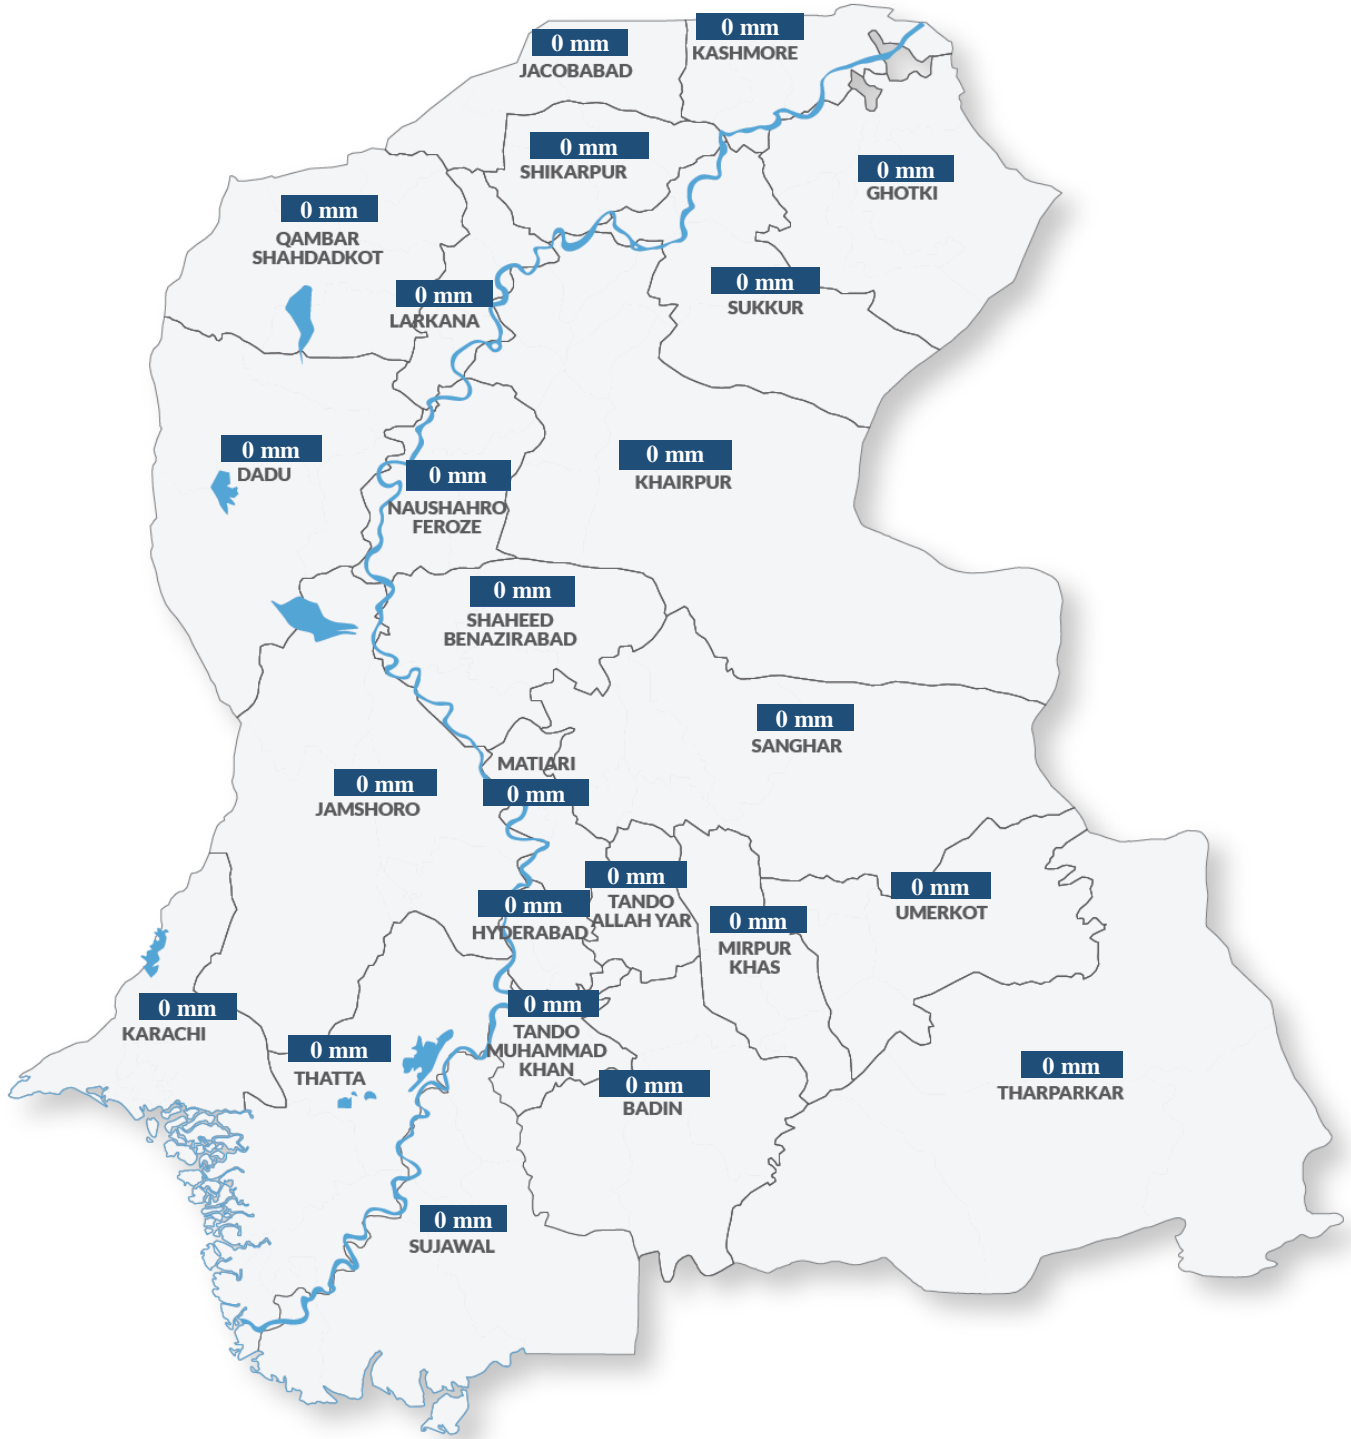 0 mm
KASHMORE
0 mm
JACOBABAD
0 mm
SHIKARPUR
0 mm
GHOTKI
0 mm
QAMBAR
SHAHDADKOT
0 mm
SUKKUR
0 mm
LARKANA
0 mm
DADU
0 mm
NAUSHAHRO
FEROZE
0 mm
KHAIRPUR
0 mm
SHAHEED
BENAZIRABAD
0 mm
SANGHAR
MATIARI
0 mm
0 mm
JAMSHORO
0 mm
TANDO
ALLAH YAR
0 mm
UMERKOT
0 mm
HYDERABAD
0 mm
MIRPUR
KHAS
0 mm
KARACHI
0 mm
TANDO
MUHAMMAD
KHAN
0 mm
THATTA
0 mm
BADIN
0 mm
THARPARKAR
0 mm
SUJAWAL